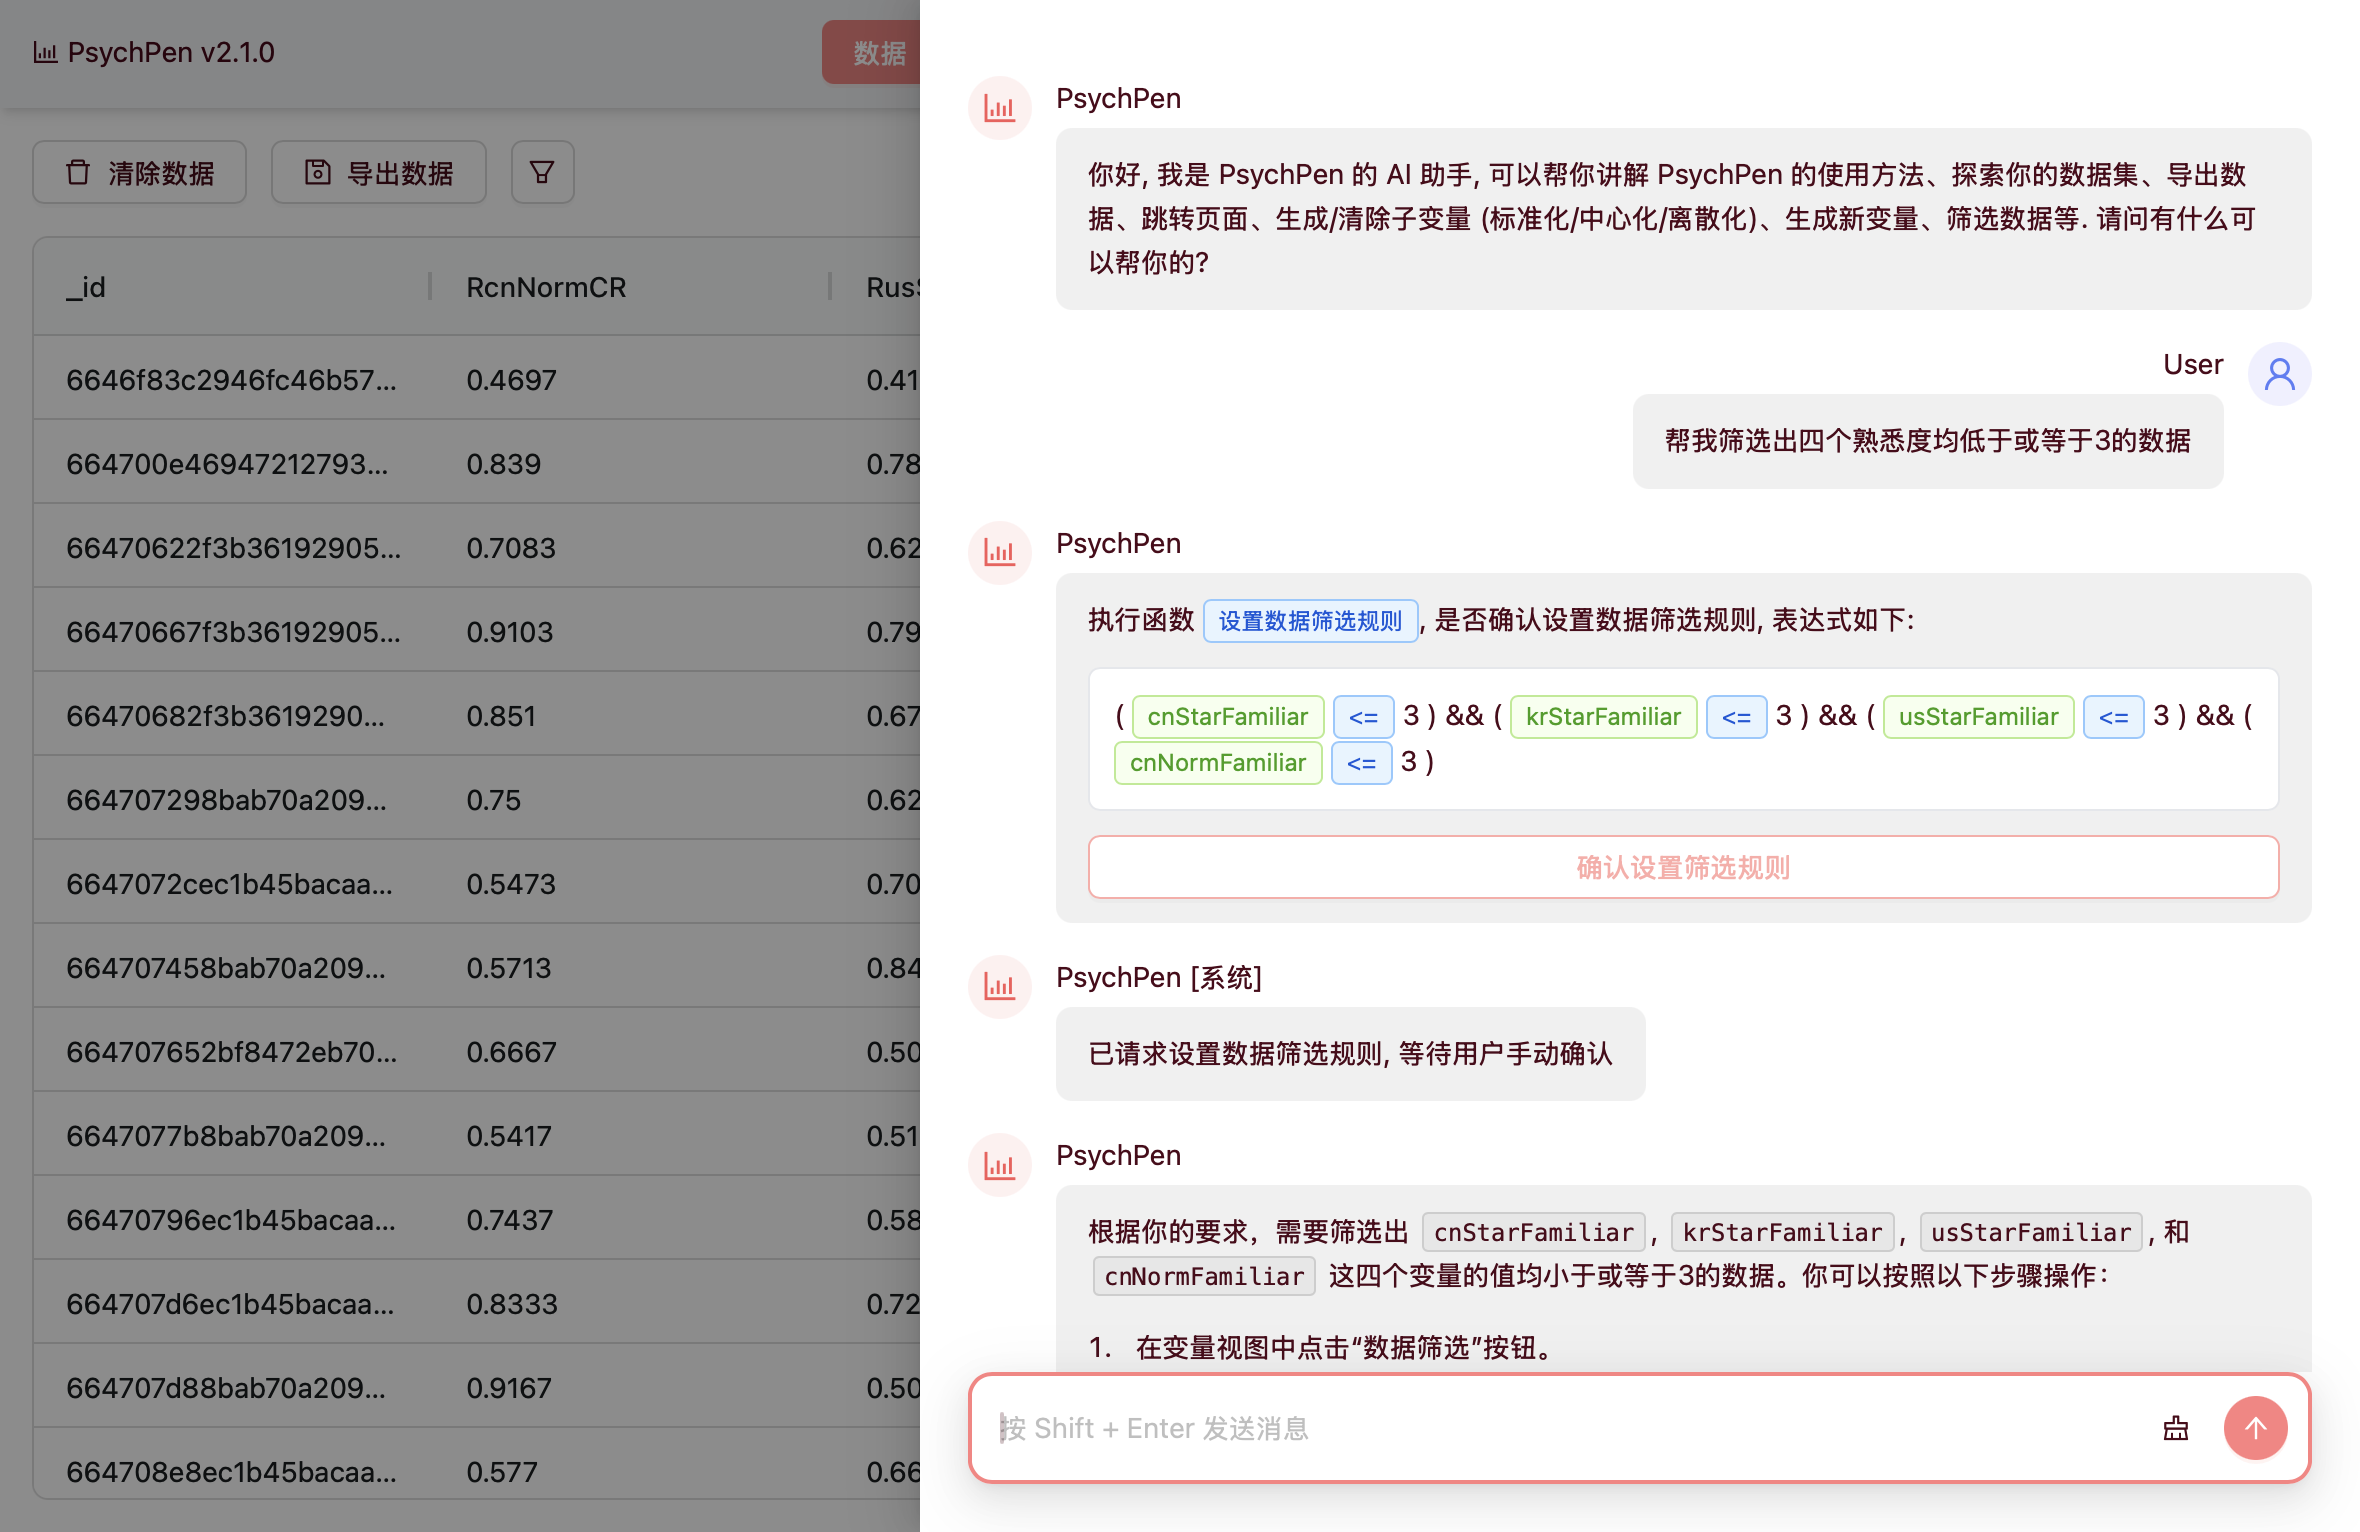 PsychPen v2.1.0
数据
清除数据
导出数据
_id RcnNormCR
6646f83c2946fc46b57... 0.4697 0.41
664700e46947212793... 0.839 0.78
66470622f3b36192905... 0.7083 0.62
66470667f3b36192905... 0.9103 0.79
66470682f3b3619290... 0.851 0.67
664707298bab70a209... 0.75 0.62
6647072cec1b45bacaa... 0.5473 0.70
664707458bab70a209... 0.5713 0.84
664707652bf8472eb70... 0.6667 0.50
6647077b8bab70a209... 0.5417 0.51
66470796ec1b45bacaa... 0.7437 0.58
664707d6ec1b45bacaa... 0.8333 0.72
664707d88bab70a209... 0.9167 0.50
664708e8ec1b45bacaa... 0.577 0.66
PsychPen
你好, 我是 PsychPen 的 AI 助手, 可以帮你讲解 PsychPen 的使用方法、探索你的数据集、导出数
据、跳转页面、生成/清除子变量 (标准化/中心化/离散化)、生成新变量、筛选数据等. 请问有什么可
以帮你的?
User
帮我筛选出四个熟悉度均低于或等于3的数据
PsychPen
执行函数 设置数据筛选规则, 是否确认设置数据筛选规则, 表达式如下:
( cnStarFamiliar <= 3 ) && ( krStarFamiliar <= 3 ) && ( usStarFamiliar <= 3 ) && (
cnNormFamiliar <= 3 )
确认设置筛选规则
PsychPen [系统]
已请求设置数据筛选规则, 等待用户手动确认
PsychPen
根据你的要求，需要筛选出 cnStarFamiliar, krStarFamiliar, usStarFamiliar, 和
cnNormFamiliar 这四个变量的值均小于或等于3的数据。你可以按照以下步骤操作：
1. 在变量视图中点击“数据筛选”按钮。
按 Shift + Enter 发送消息